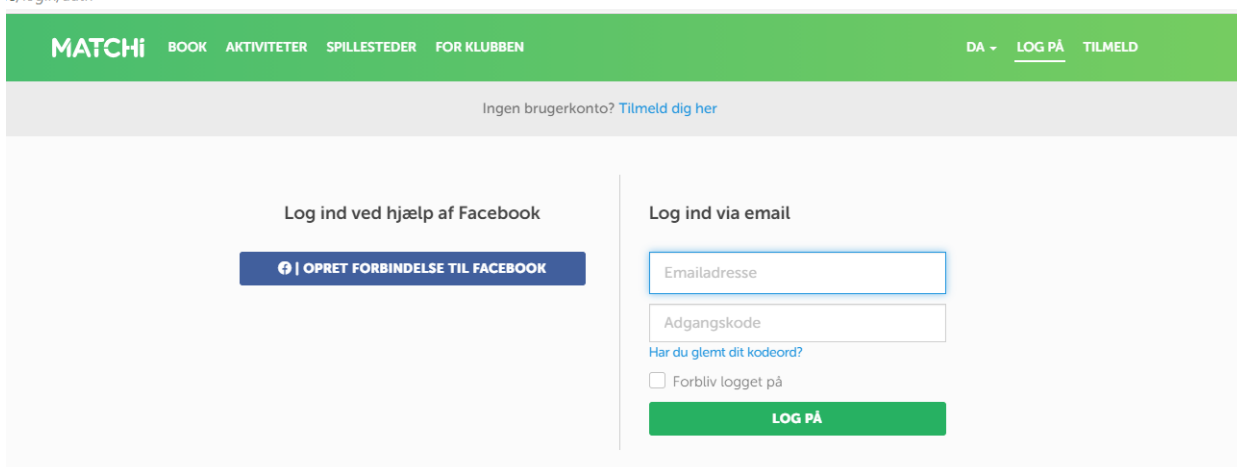 MATCHi BOOK AKTIVITETER SPILLESTEDER FOR KLUBBEN DA LOG PÅ TILMELD
Ingen brugerkonto? Tilmeld dig her
Log ind ved hjælp af Facebook
| OPRET FORBINDELSE TIL FACEBOOK
Log ind via email
Emailadresse
Adgangskode
Har du glemt dit kodeord?
Forbliv logget på
LOG PÅ